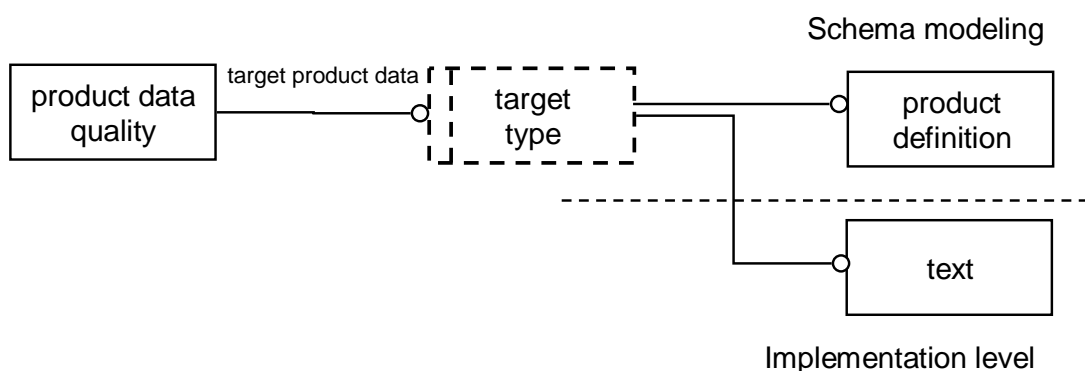 Schema modeling
product data
quality
target product data
target
type
product
definition
text
Implementation level